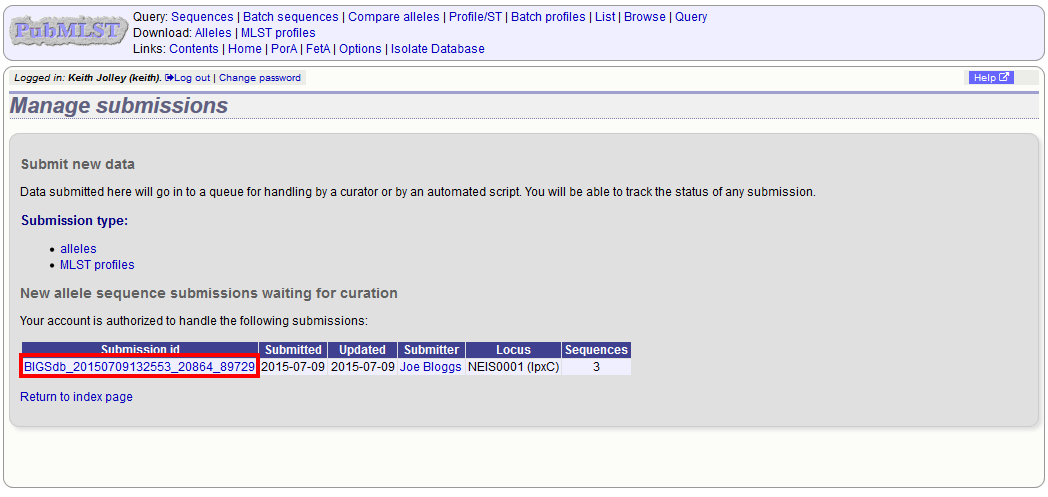 PubMLST
Query: Sequences | Batch sequences | Compare alleles | Profile/ST | Batch profiles | List | Browse | Query
Download: Alleles | MLST profiles
Links: Contents | Home | PorA | FetA | Options | Isolate Database
Logged in: Keith Jolley (keith). Log out | Change password
Help
Manage submissions
Submit new data
Data submitted here will go in to a queue for handling by a curator or by an automated script. You will be able to track the status of any submission.
Submission type:
• alleles
• MLST profiles
New allele sequence submissions waiting for curation
Your account is authorized to handle the following submissions:
Submission id Submitted Updated Submitter Locus Sequences
BIGSdb_20150709132553_20864_89729 2015-07-09 2015-07-09 Joe Bloggs NEIS0001 (lpxC) 3
Return to index page